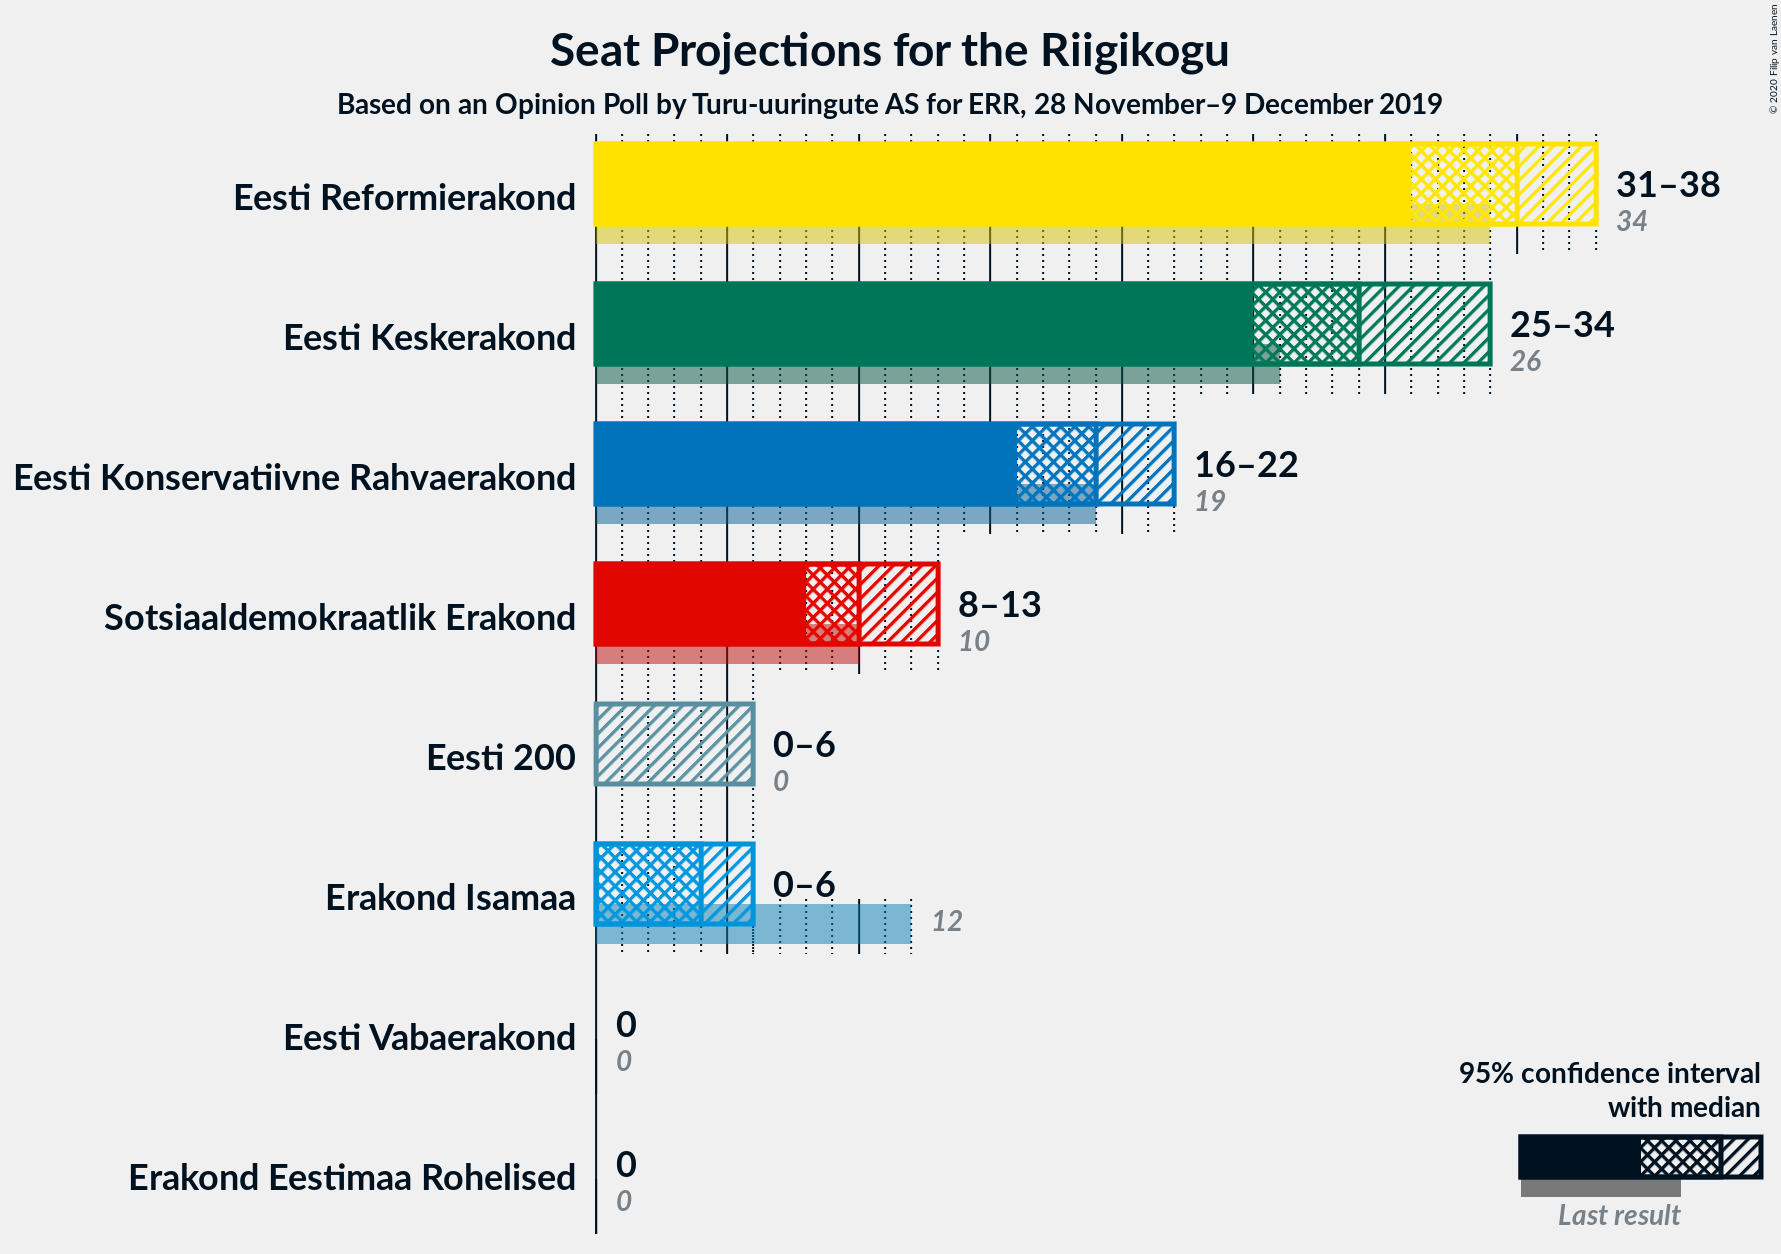 Seat Projections for the Riigikogu
Based on an Opinion Poll by Turu-uuringute AS for ERR, 28 November–9 December 2019
© 2020 Filip van Laenen
Eesti Reformierakond
31–38
34
Eesti Keskerakond
25–34
26
Eesti Konservatiivne Rahvaerakond
16–22
19
Sotsiaaldemokraatlik Erakond
8–13
10
Eesti 200
0–6
0
Erakond Isamaa
0–6
12
Eesti Vabaerakond
0
0
Erakond Eestimaa Rohelised
0
0
95% confidence interval
with median
Last result